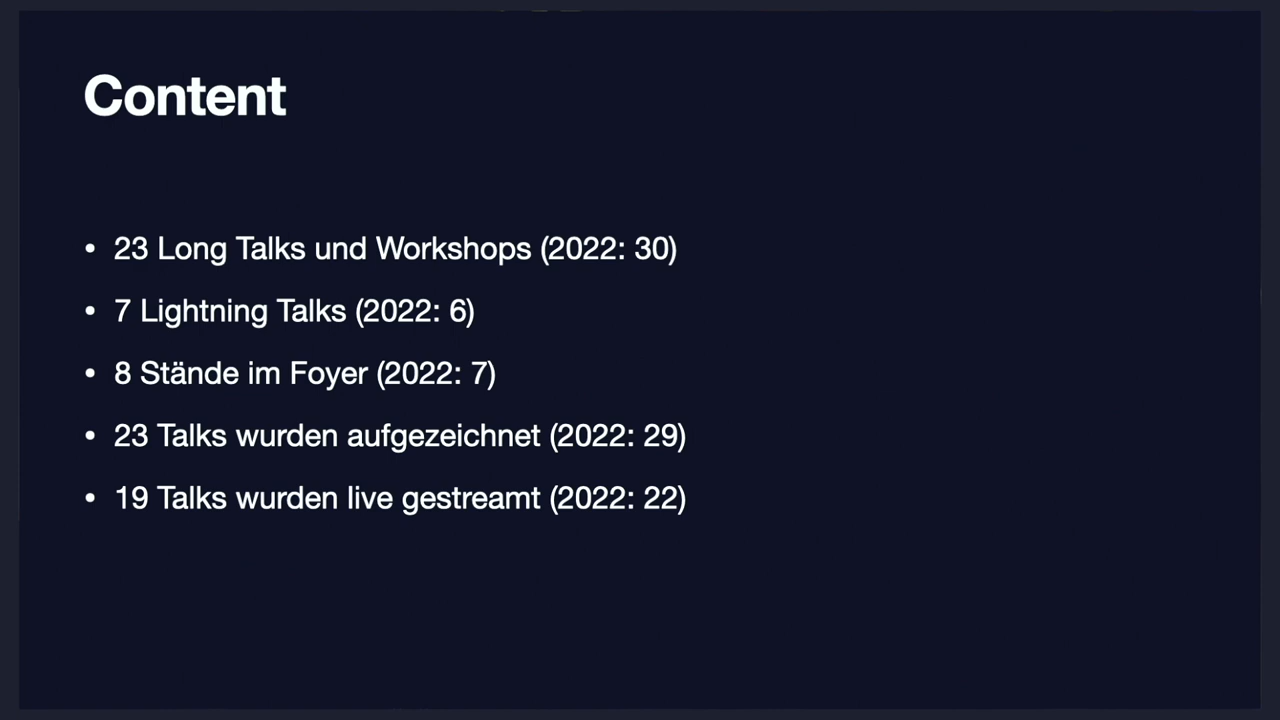 Content
• 23 Long Talks und Workshops (2022: 30)
• 7 Lightning Talks (2022: 6)
• 8 Stände im Foyer (2022: 7)
• 23 Talks wurden aufgezeichnet (2022: 29)
• 19 Talks wurden live gestreamt (2022: 22)